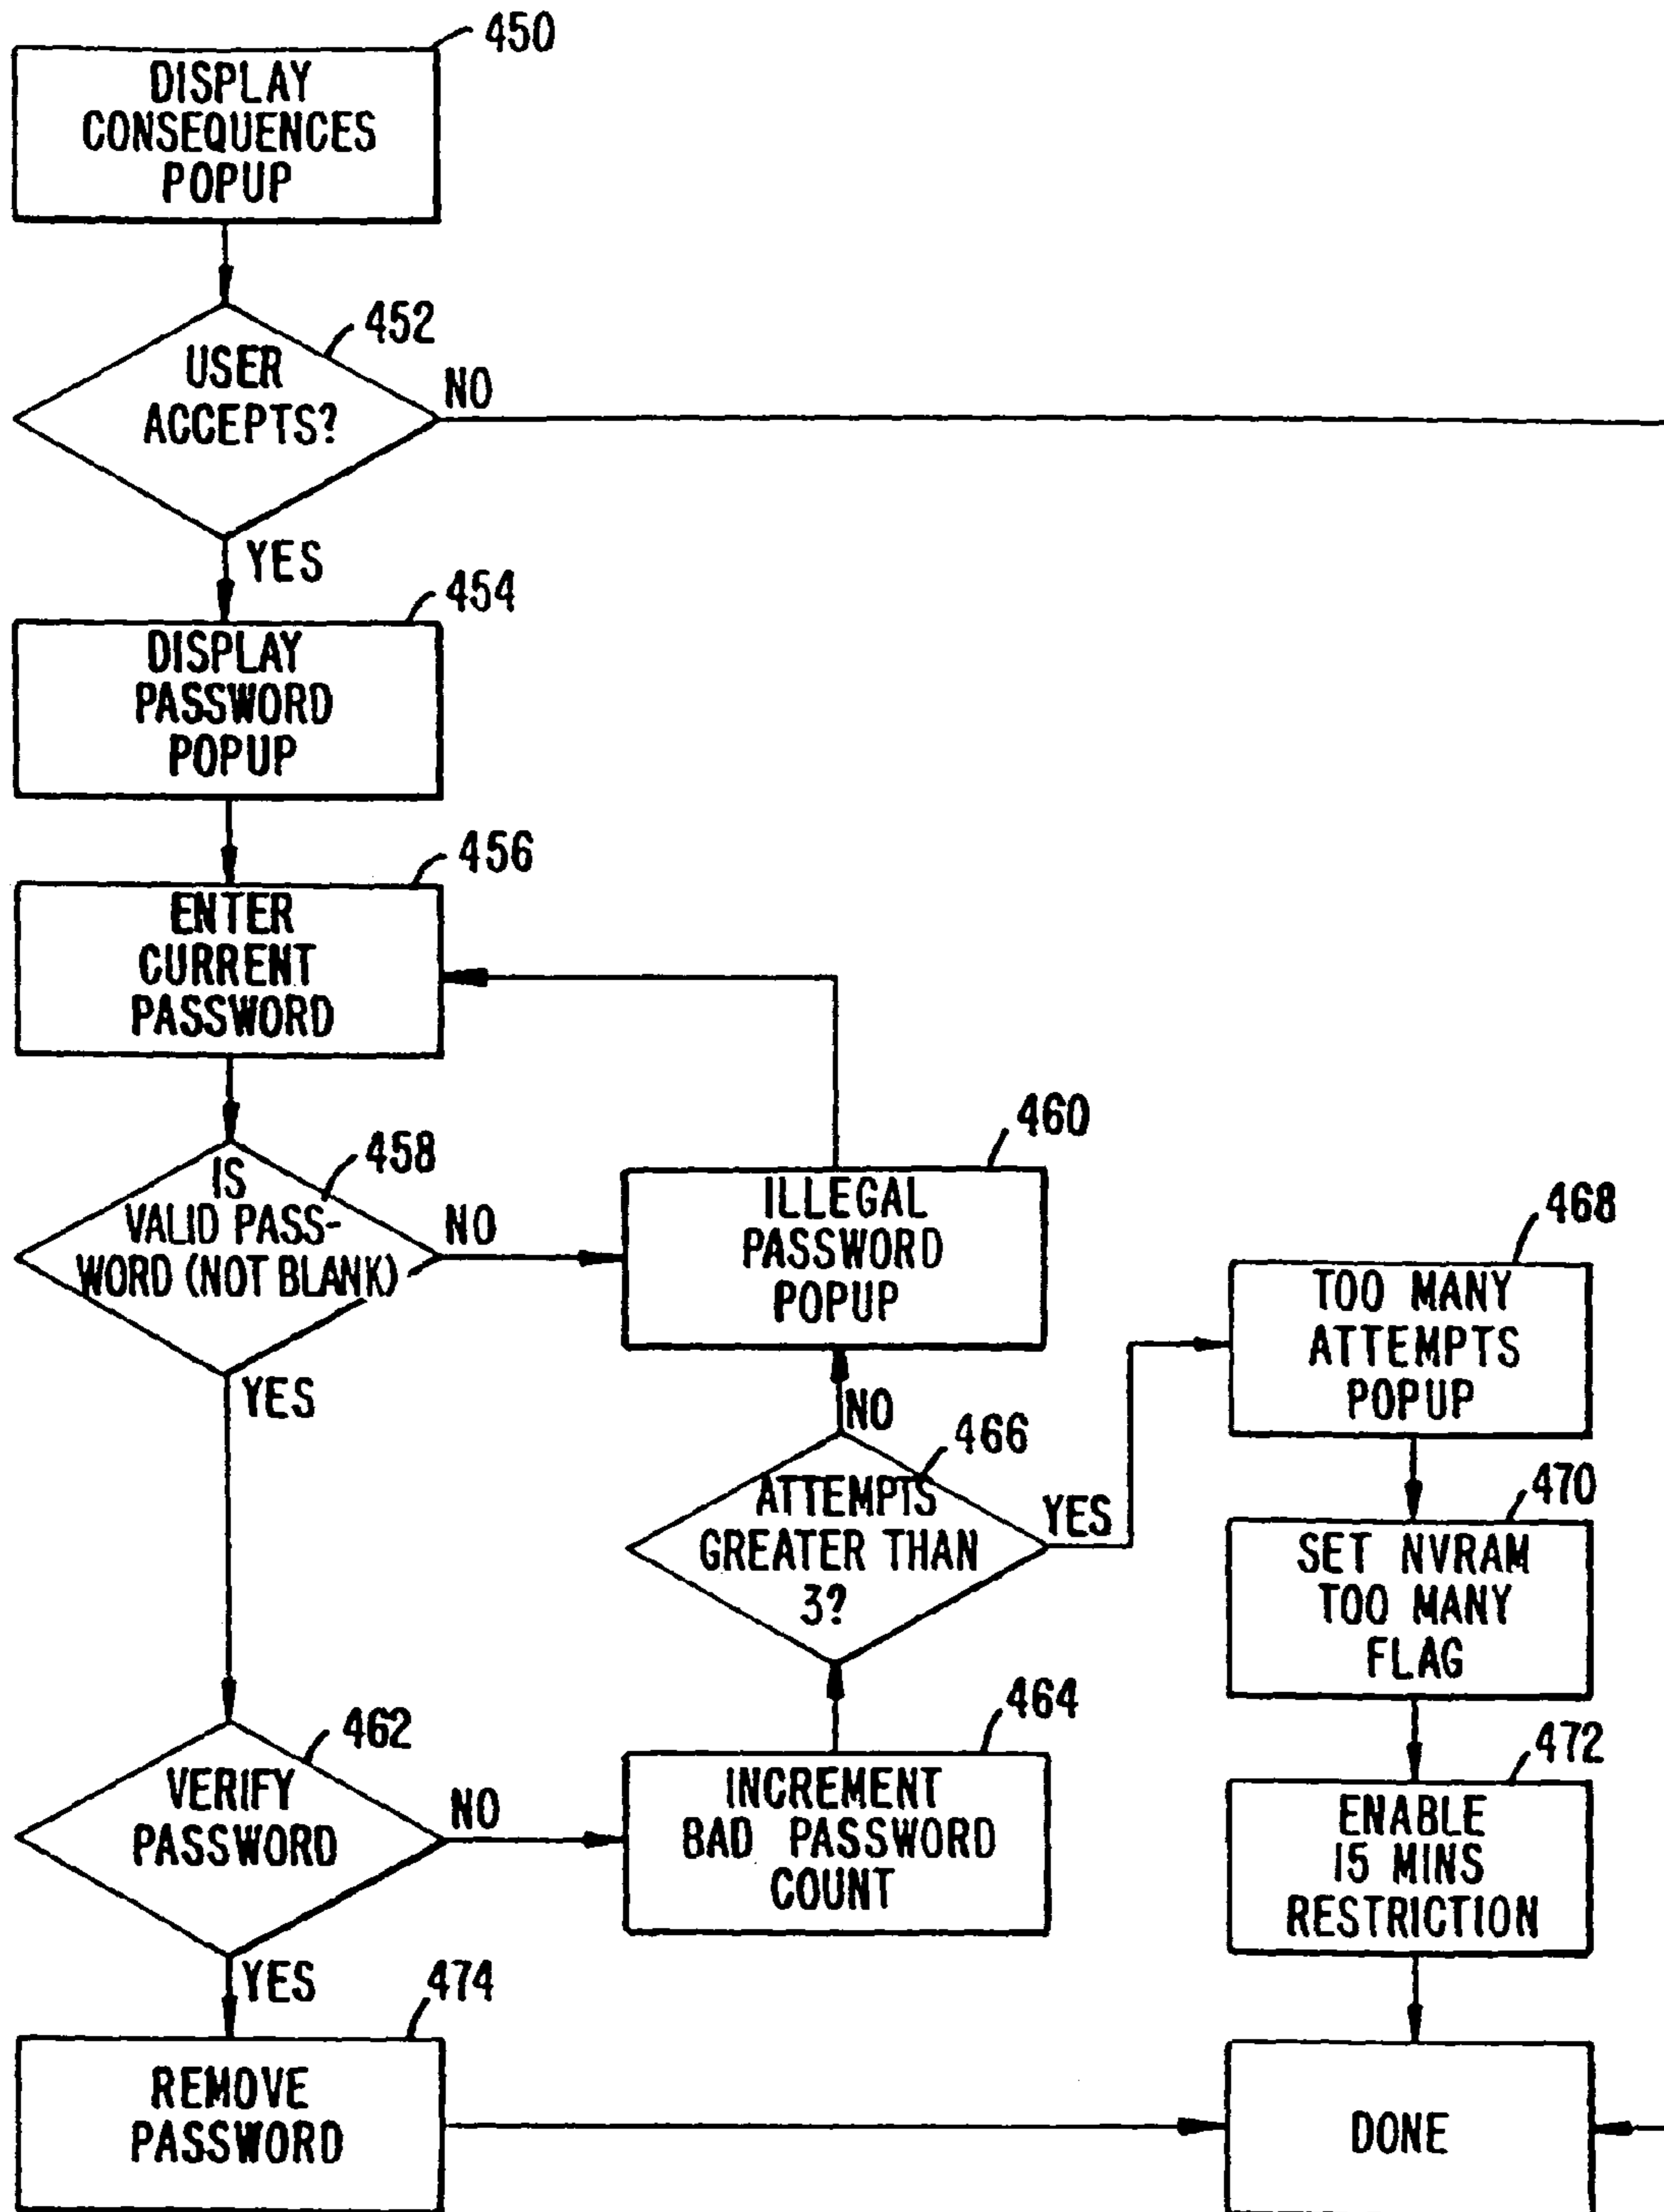 450
DISPLAY
CONSEQUENCES
POPUP
452
USER
ACCEPTS?
NO
YES
454
DISPLAY
PASSWORD
POPUP
456
ENTER
CURRENT
PASSWORD
458
IS
VALID PASS-
WORD (NOT BLANK)
NO
YES
460
ILLEGAL
PASSWORD
POPUP
NO
466
ATTEMPTS
GREATER THAN
3?
YES
468
TOO MANY
ATTEMPTS
POPUP
470
SET NVRAM
TOO MANY
FLAG
472
ENABLE
15 MINS
RESTRICTION
462
VERIFY
PASSWORD
NO
YES
464
INCREMENT
BAD PASSWORD
COUNT
474
REMOVE
PASSWORD
DONE